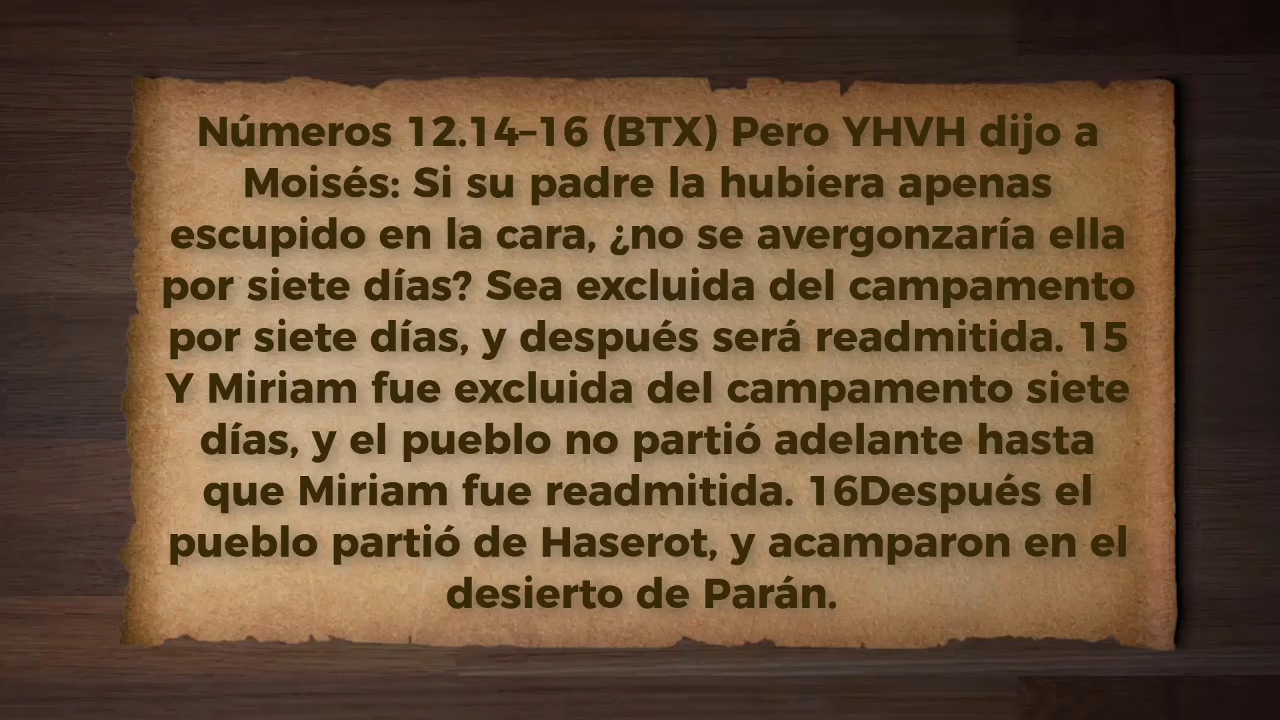 Números 12.14–16 (BTX) Pero YHVH dijo a
Moisés: Si su padre la hubiera apenas
escupido en la cara, ¿no se avergonzaría ella
por siete días? Sea excluida del campamento
por siete días, y después será readmitida. 15
Y Miriam fue excluida del campamento siete
días, y el pueblo no partió adelante hasta
que Miriam fue readmitida. 16Después el
pueblo partió de Haserot, y acamparon en el
desierto de Parán.